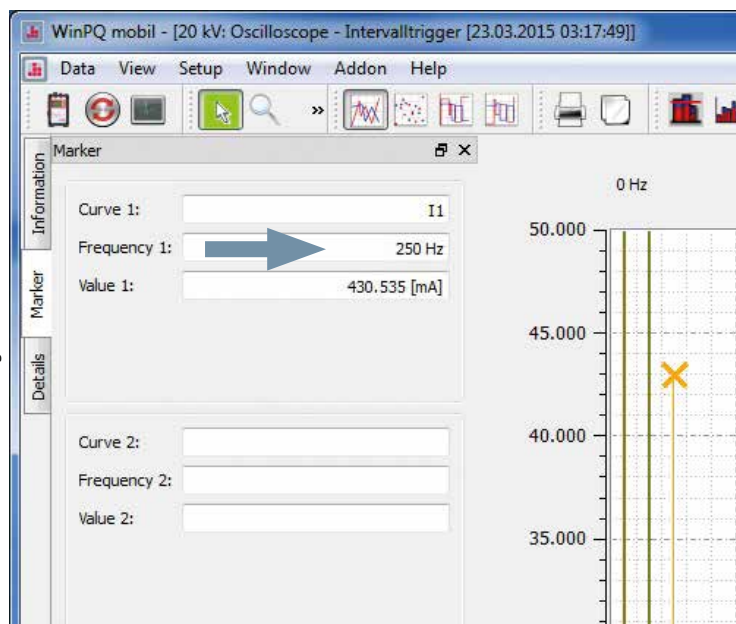 WinPQ mobil - [20 kV: Oscilloscope - Intervalltrigger [23.03.2015 03:17:49]]
Data View Setup Window Addon Help
»
Marker
Information
Marker
Details
Curve 1: I1
Frequency 1: 250 Hz
Value 1: 430.535 [mA]
Curve 2:
Frequency 2:
Value 2:
0 Hz
50.000
45.000
40.000
35.000